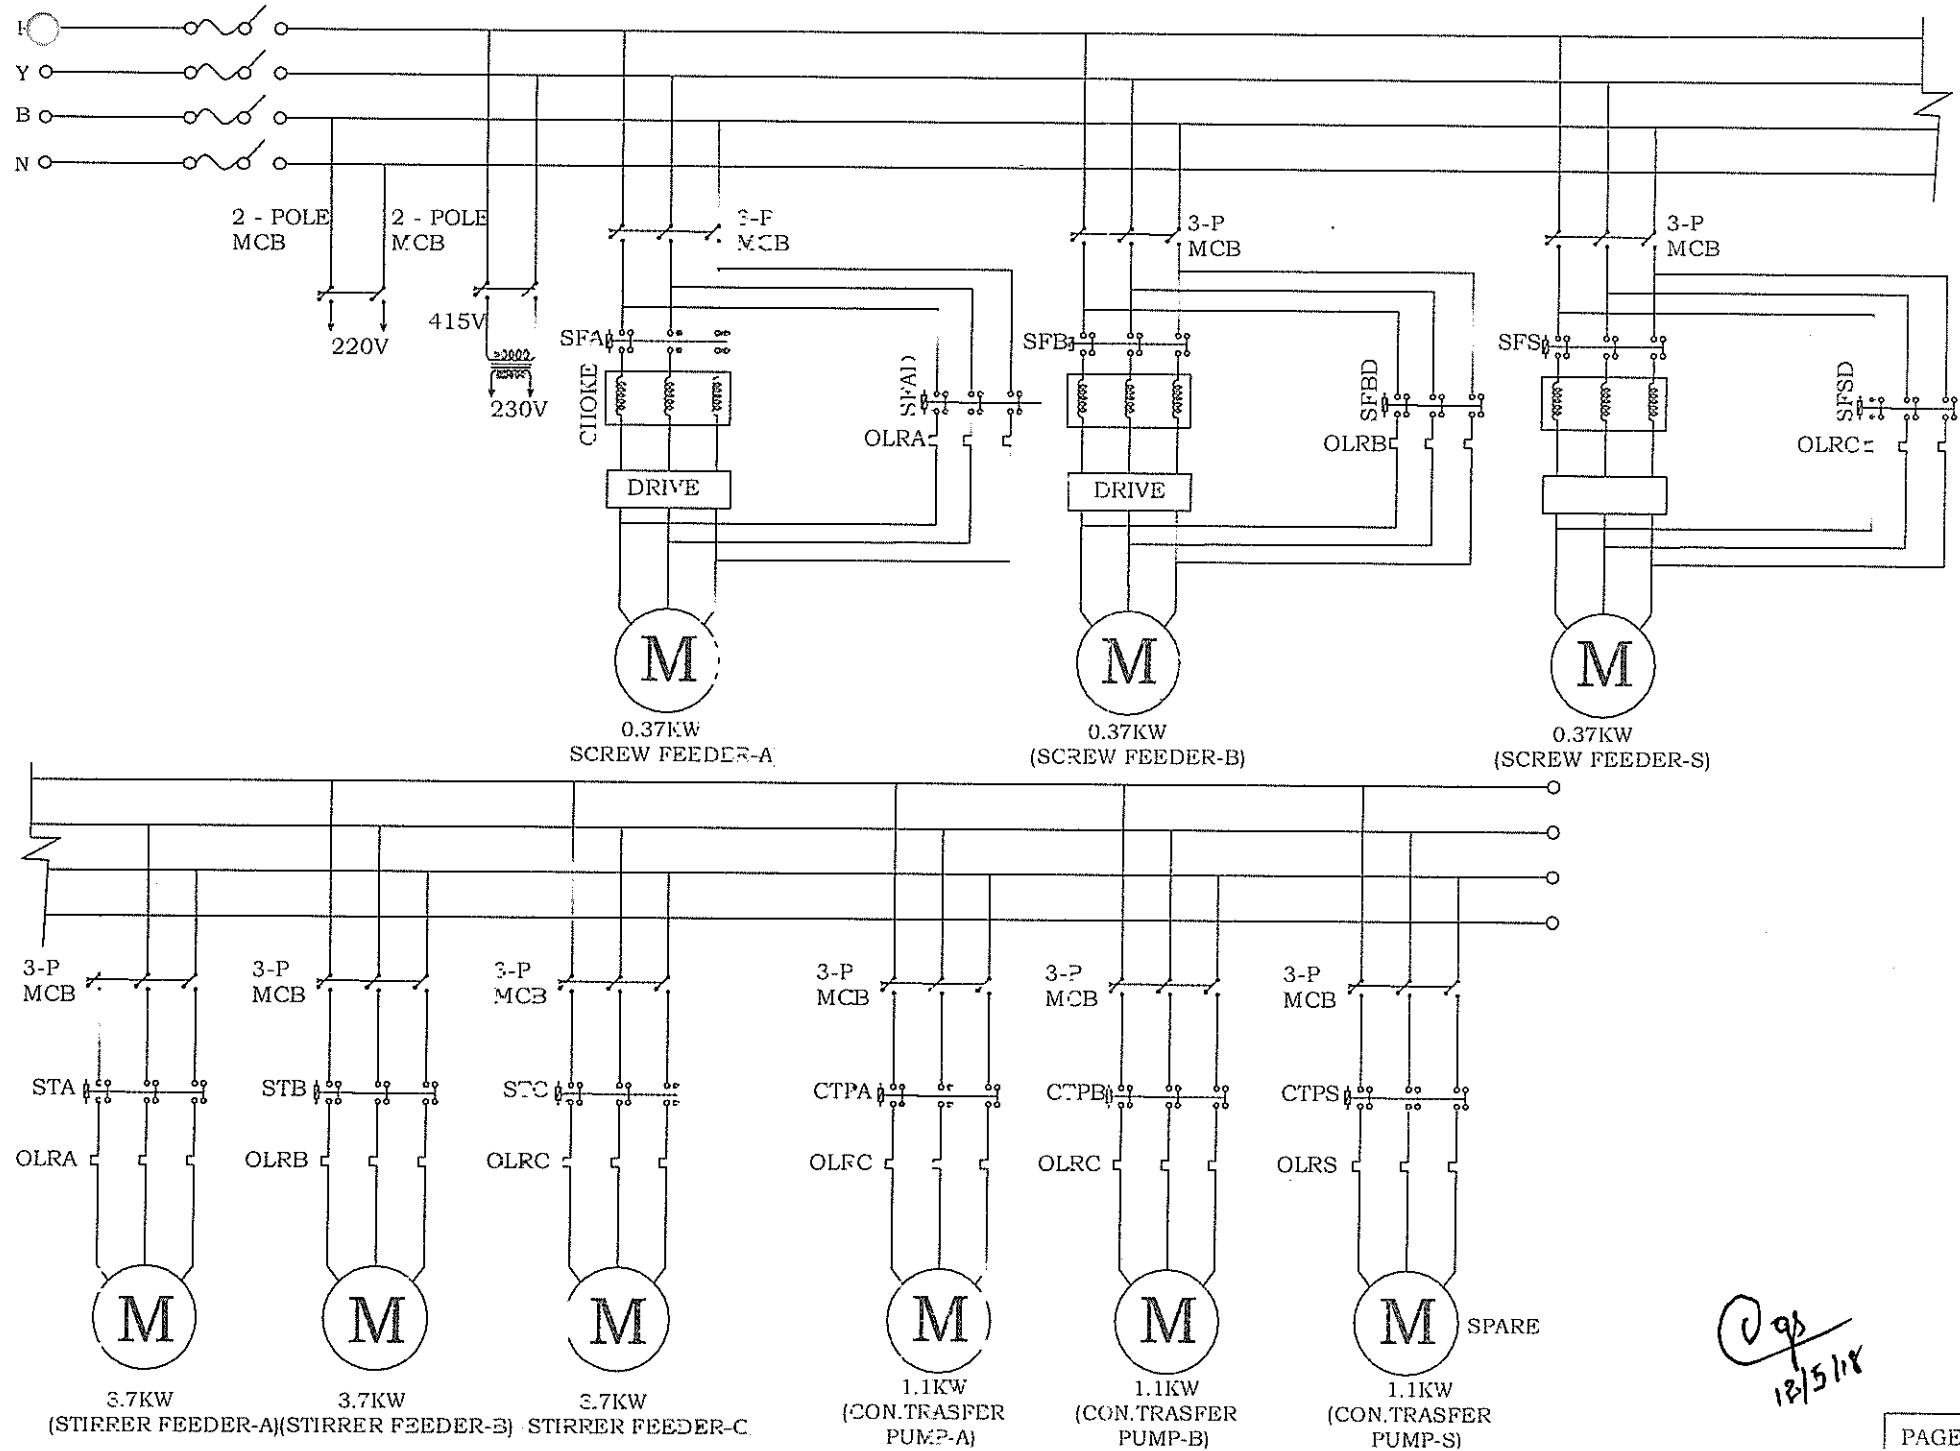 Y
B
N
2 - POLE
MCB
2 - POLE
MCB
220V
415V
230V
3-P
MCB
SFA
CHOKE
DRIVE
SFAD
OLRA
M
0.37KW
SCREW FEEDER-A)
3-P
MCB
SFB
DRIVE
SFBD
OLRB
M
0.37KW
(SCREW FEEDER-B)
3-P
MCB
SFS
SFSD
OLRC
M
0.37KW
(SCREW FEEDER-S)
3-P
MCB
STA
OLRA
M
3.7KW
(STIRRER FEEDER-A)
3-P
MCB
STB
OLRB
M
3.7KW
(STIRRER FEEDER-B)
3-P
MCB
STC
OLRC
M
3.7KW
STIRRER FEEDER-C
3-P
MCB
CTPA
OLRC
M
1.1KW
(CON.TRASFER
PUMP-A)
3-P
MCB
CTPB
OLRC
M
1.1KW
(CON.TRASFER
PUMP-B)
3-P
MCB
CTPS
OLRS
M
SPARE
1.1KW
(CON.TRASFER
PUMP-S)
12/5/18
PAGE